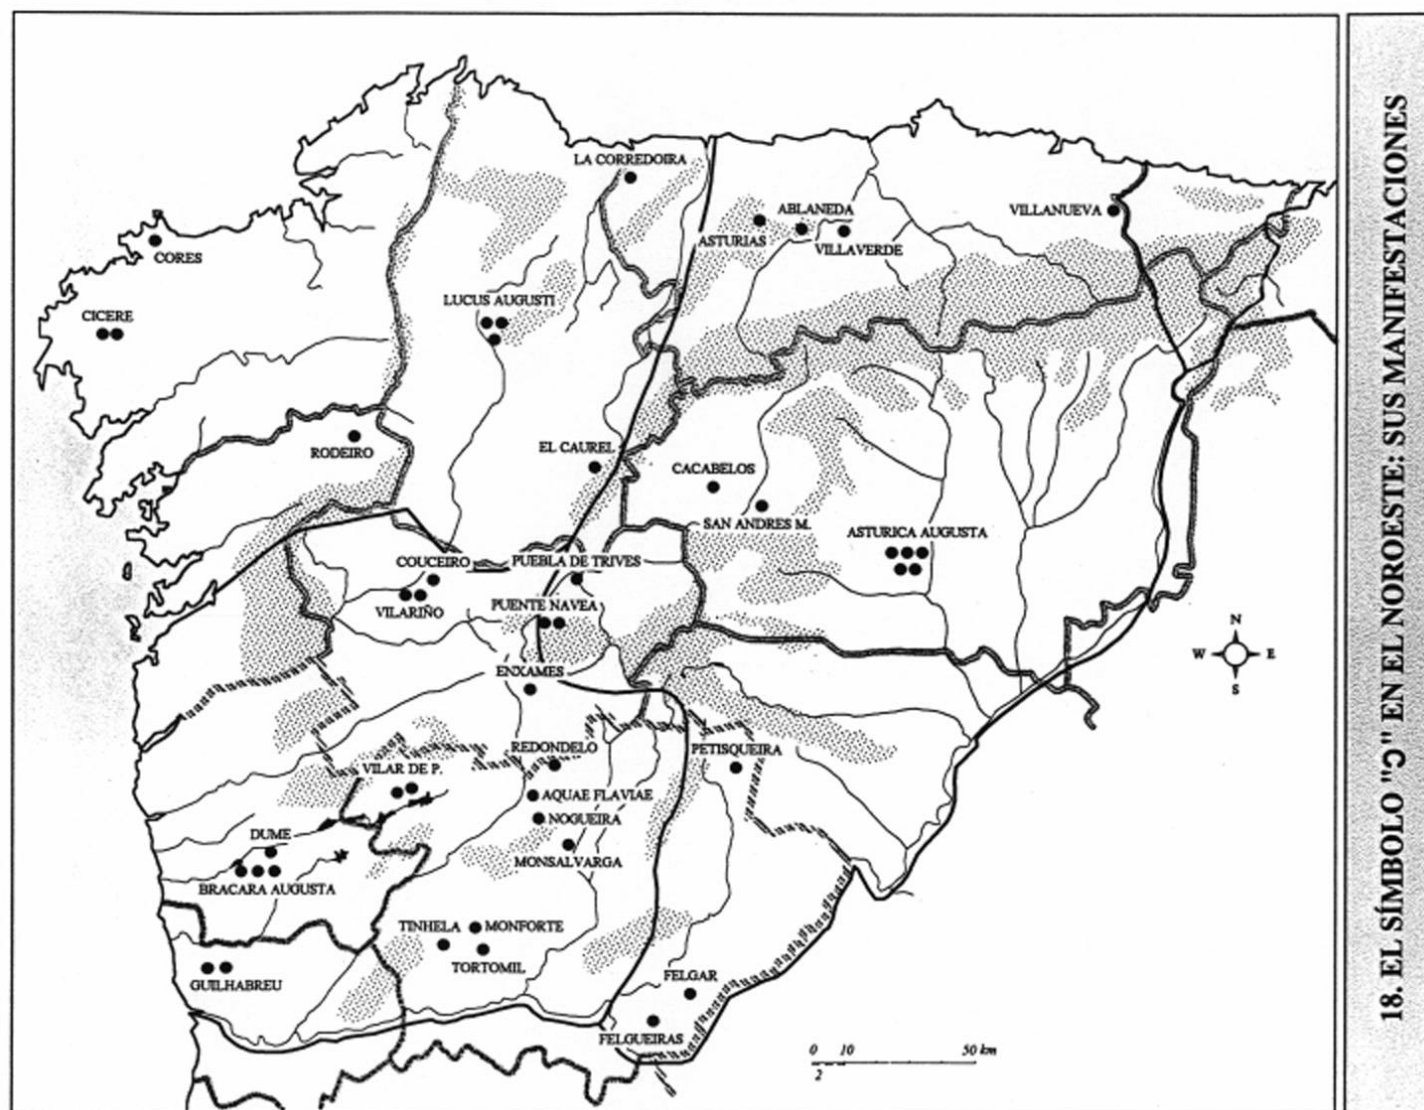 LA CORREDOIRA
ABLANEDA
VILLANUEVA
ASTURIAS
VILLAVERDE
CORES
LUCUS AUGUSTI
CICERE
EL CAUREL
RODEIRO
CACABELOS
SAN ANDRES M.
ASTURICA AUGUSTA
COUCEIRO
PUEBLA DE TRIVES
VILARIÑO
PUENTE NAVEA
N
W E
S
ENXAMES
REDONDELO
PETISQUEIRA
VILAR DE P.
AQUAE FLAVIAE
NOGUEIRA
DUME
MONSALVARGA
BRACARA AUGUSTA
TINHELA
MONFORTE
TORTOMIL
FELGAR
GUILHABREU
FELGUEIRAS
0 10 50 km
2
18. EL SÍMBOLO "Ɔ" EN EL NOROESTE: SUS MANIFESTACIONES